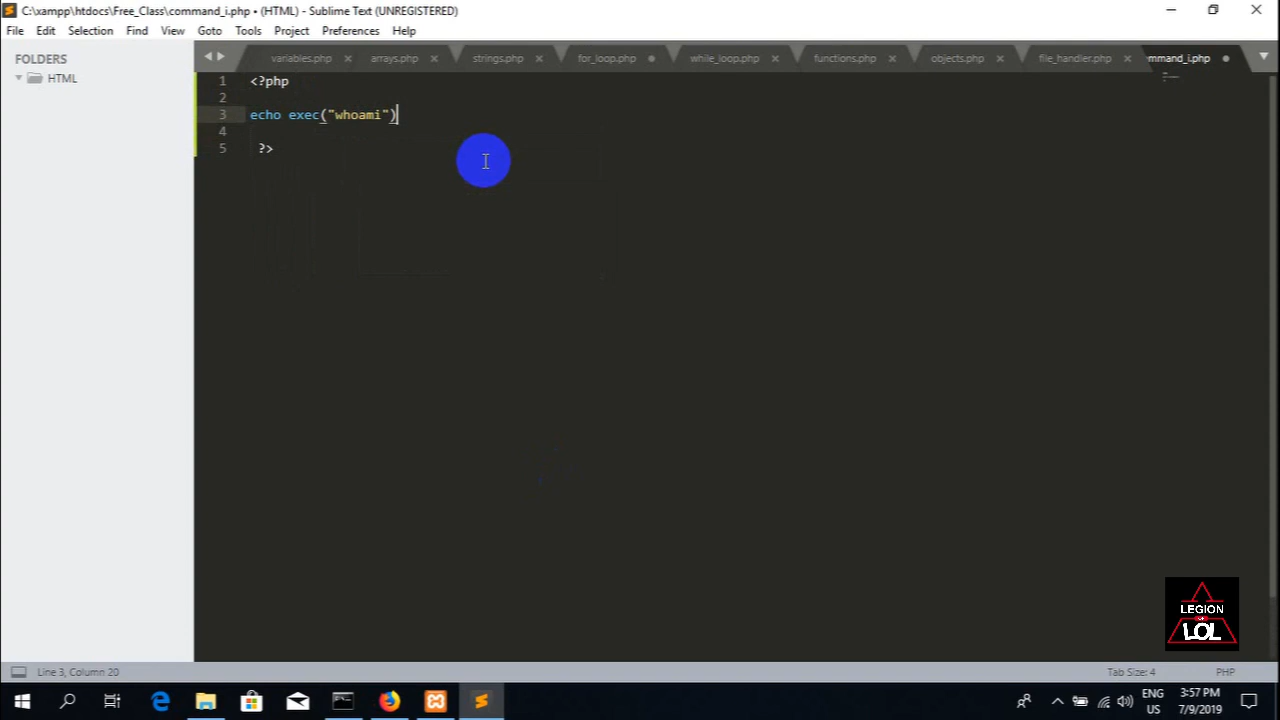 C:\xampp\htdocs\Free_Class\command_i.php • (HTML) - Sublime Text (UNREGISTERED)
File Edit Selection Find View Goto Tools Project Preferences Help
FOLDERS
HTML
variables.php arrays.php strings.php for_loop.php while_loop.php functions.php objects.php file_handler.php mmand_i.php
1 <?php
2
3 echo exec("whoami")
4
5 ?>
LEGION
OF
LOL
Line 3, Column 20 Tab Size: 4 PHP
ENG 3:57 PM
US 7/9/2019